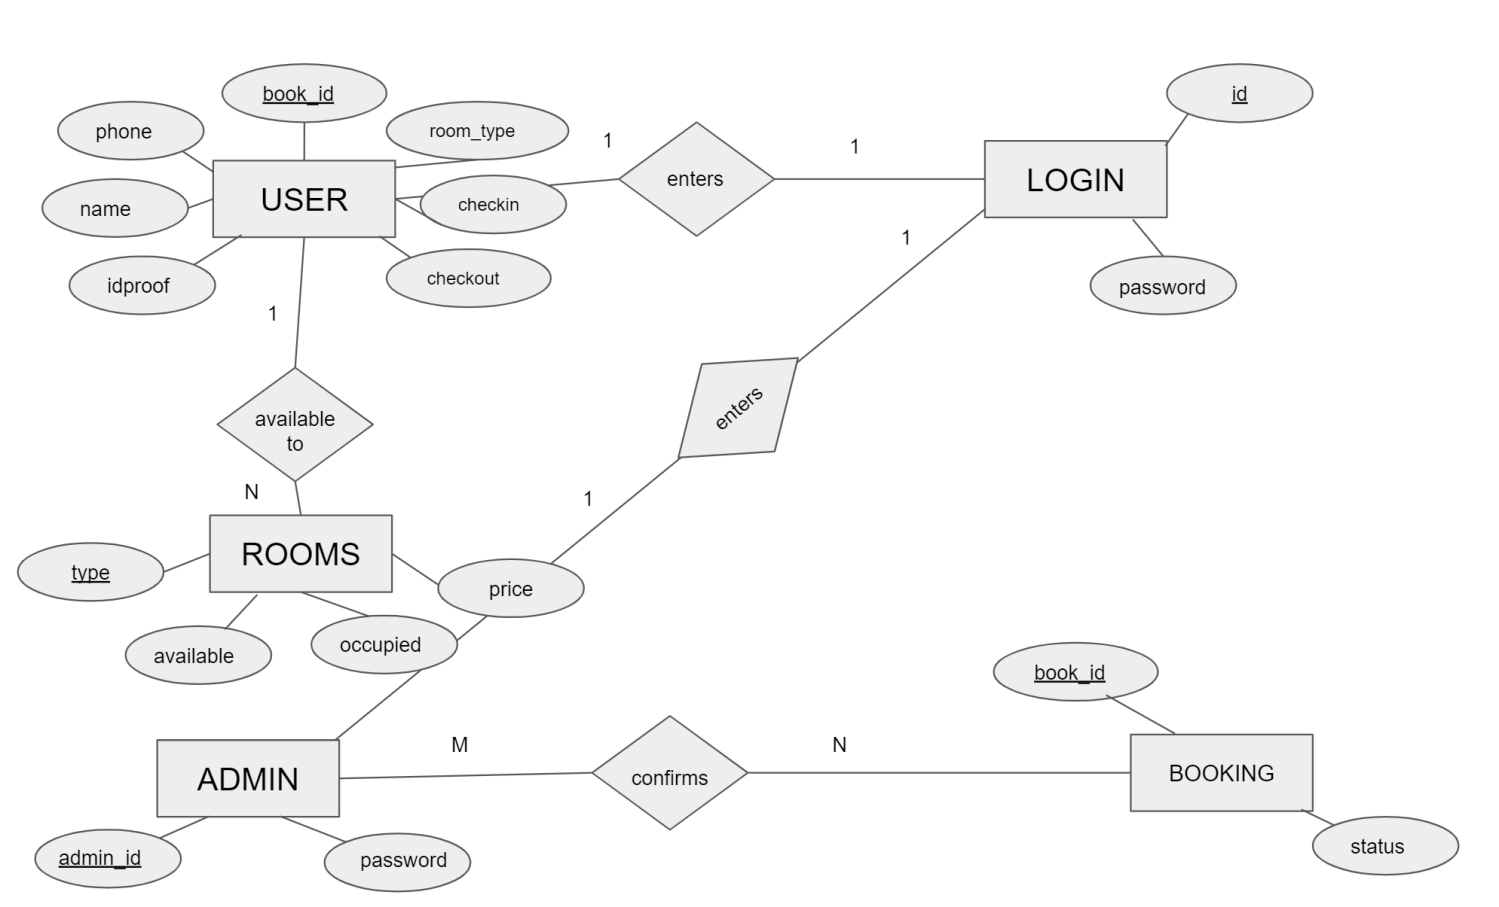 book_id
id
phone
room_type
1
1
enters
LOGIN
USER
name
checkin
1
idproof
checkout
password
1
available
to
enters
N
1
ROOMS
type
price
occupied
available
book_id
M
N
ADMIN
confirms
BOOKING
status
admin_id
password